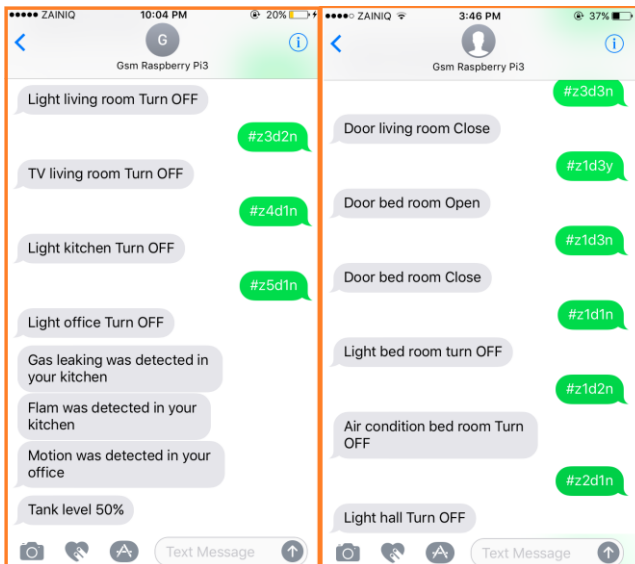 ZAINIQ 10:04 PM 20%
G
Gsm Raspberry Pi3
Light living room Turn OFF
#z3d2n
TV living room Turn OFF
#z4d1n
Light kitchen Turn OFF
#z5d1n
Light office Turn OFF
Gas leaking was detected in
your kitchen
Flam was detected in your
kitchen
Motion was detected in your
office
Tank level 50%
Text Message
ZAINIQ 3:46 PM 37%
Gsm Raspberry Pi3
#z3d3n
Door living room Close
#z1d3y
Door bed room Open
#z1d3n
Door bed room Close
#z1d1n
Light bed room turn OFF
#z1d2n
Air condition bed room Turn
OFF
#z2d1n
Light hall Turn OFF
Text Message